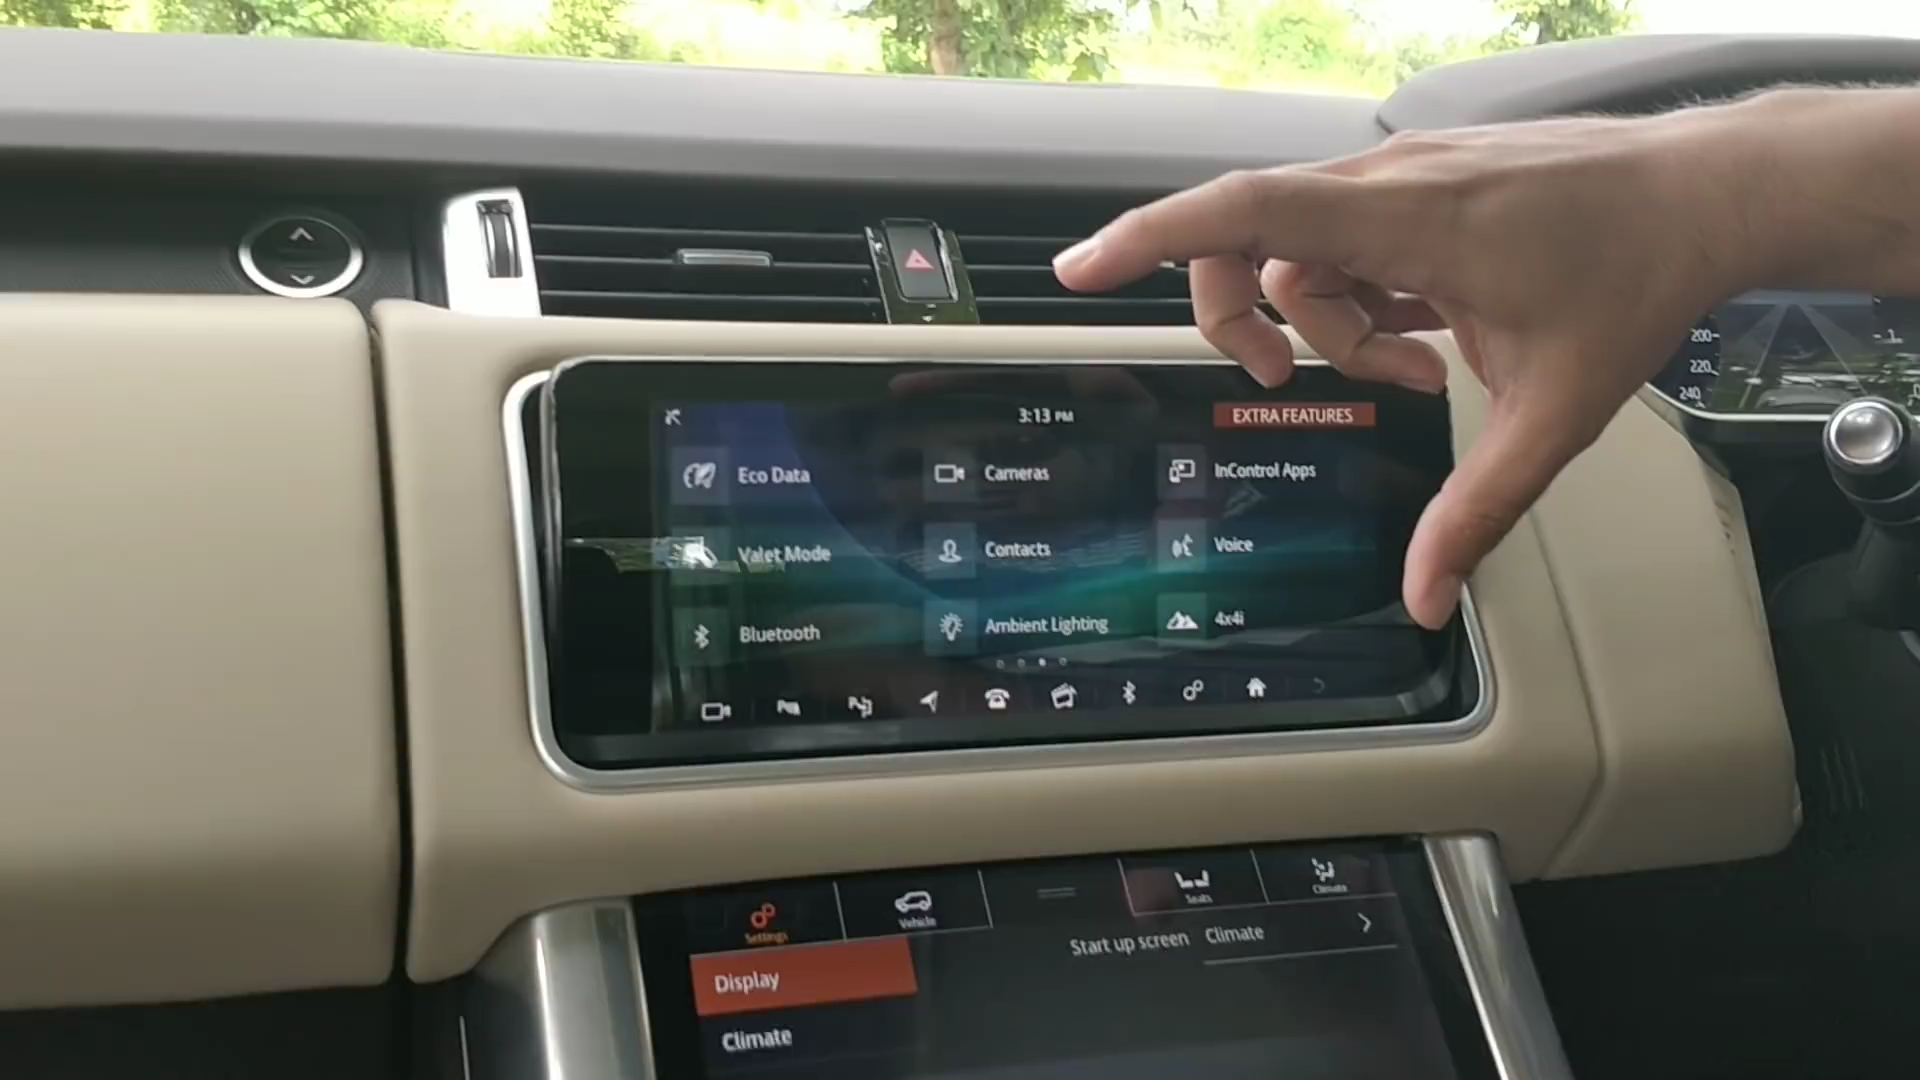 3:13 PM
EXTRA FEATURES
Eco Data
Cameras
InControl Apps
Valet Mode
Contacts
Voice
Bluetooth
Ambient Lighting
4x4i
200
220
240
Settings
Vehicle
Seats
Climate
Start up screen Climate
Display
Climate